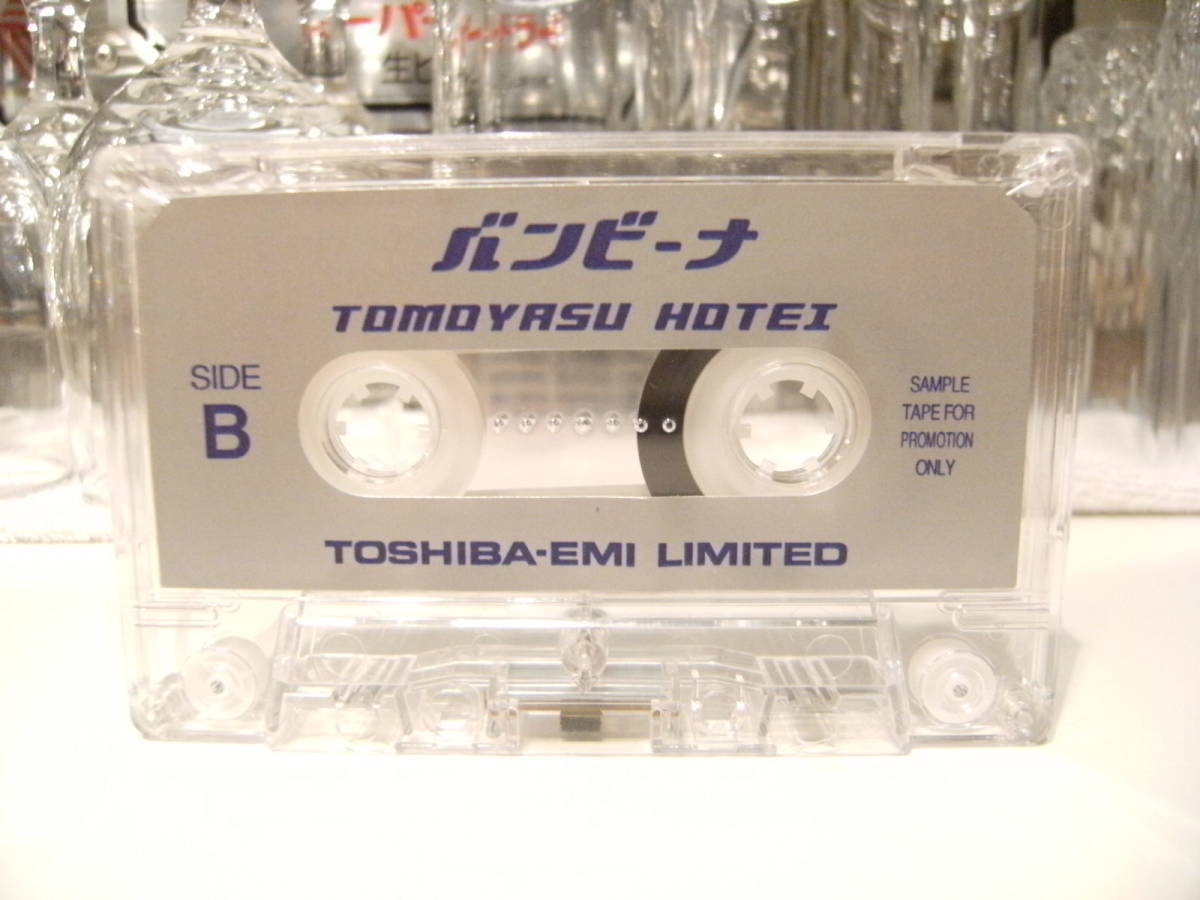 バンビーナ
TOMOYASU HOTEI
SIDE
B
SAMPLE
TAPE FOR
PROMOTION
ONLY
TOSHIBA-EMI LIMITED